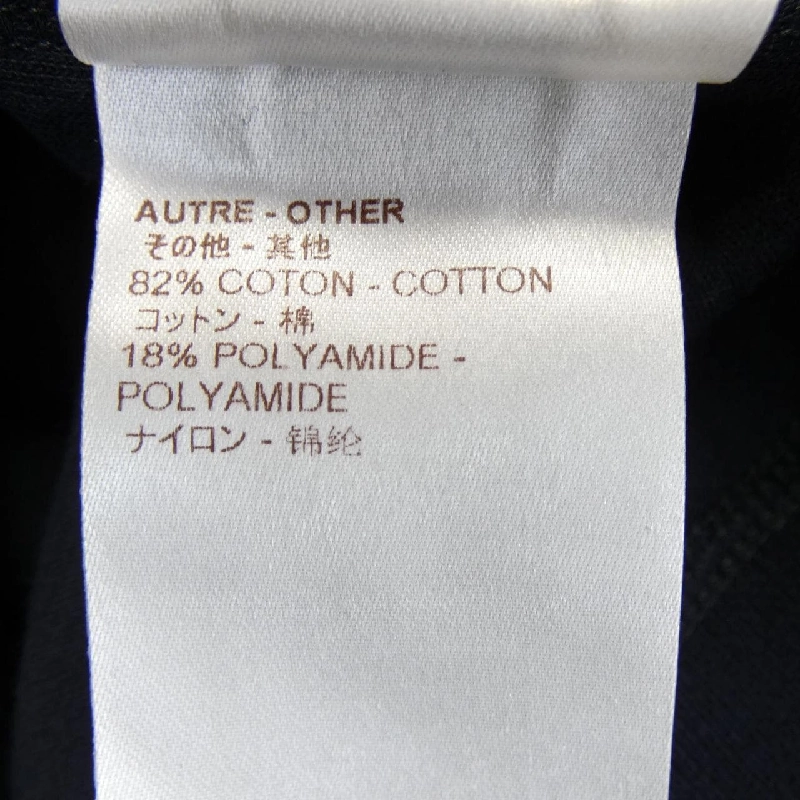 AUTRE - OTHER
その他 - 其他
82% COTON - COTTON
コットン - 棉
18% POLYAMIDE -
POLYAMIDE
ナイロン - 锦纶